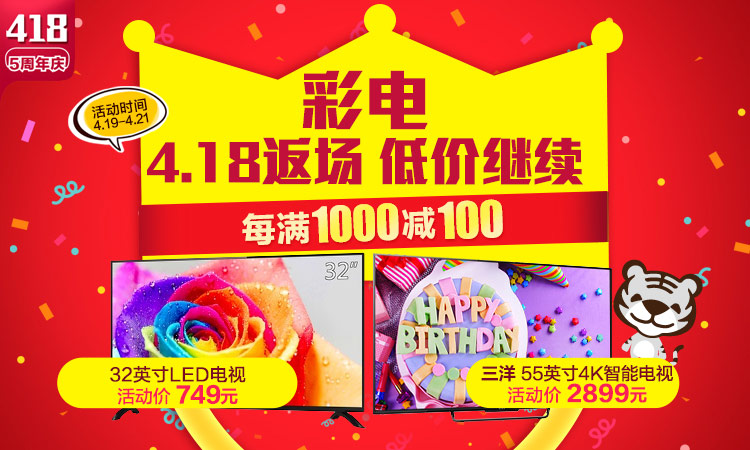 418
5周年庆
活动时间
4.19-4.21
彩电
4.18返场 低价继续
每满1000减100
32”
HAPPY
BIRTHDAY
32英寸LED电视
活动价 749元
三洋 55英寸4K智能电视
活动价 2899元